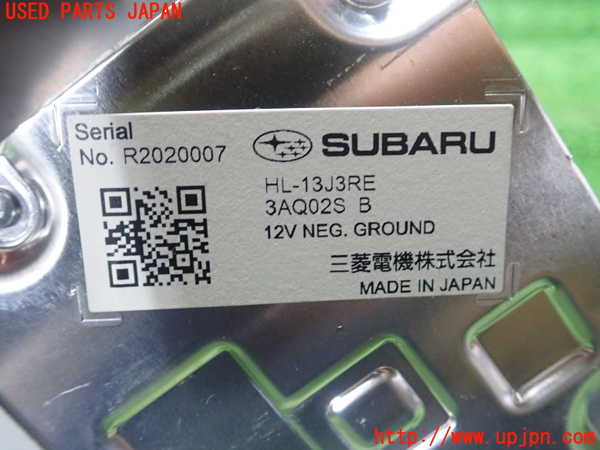 USED PARTS JAPAN
Serial
No. R2020007
SUBARU
HL-13J3RE
3AQ02S B
12V NEG. GROUND
三菱電機株式会社
MADE IN JAPAN
http://www.upjpn.com